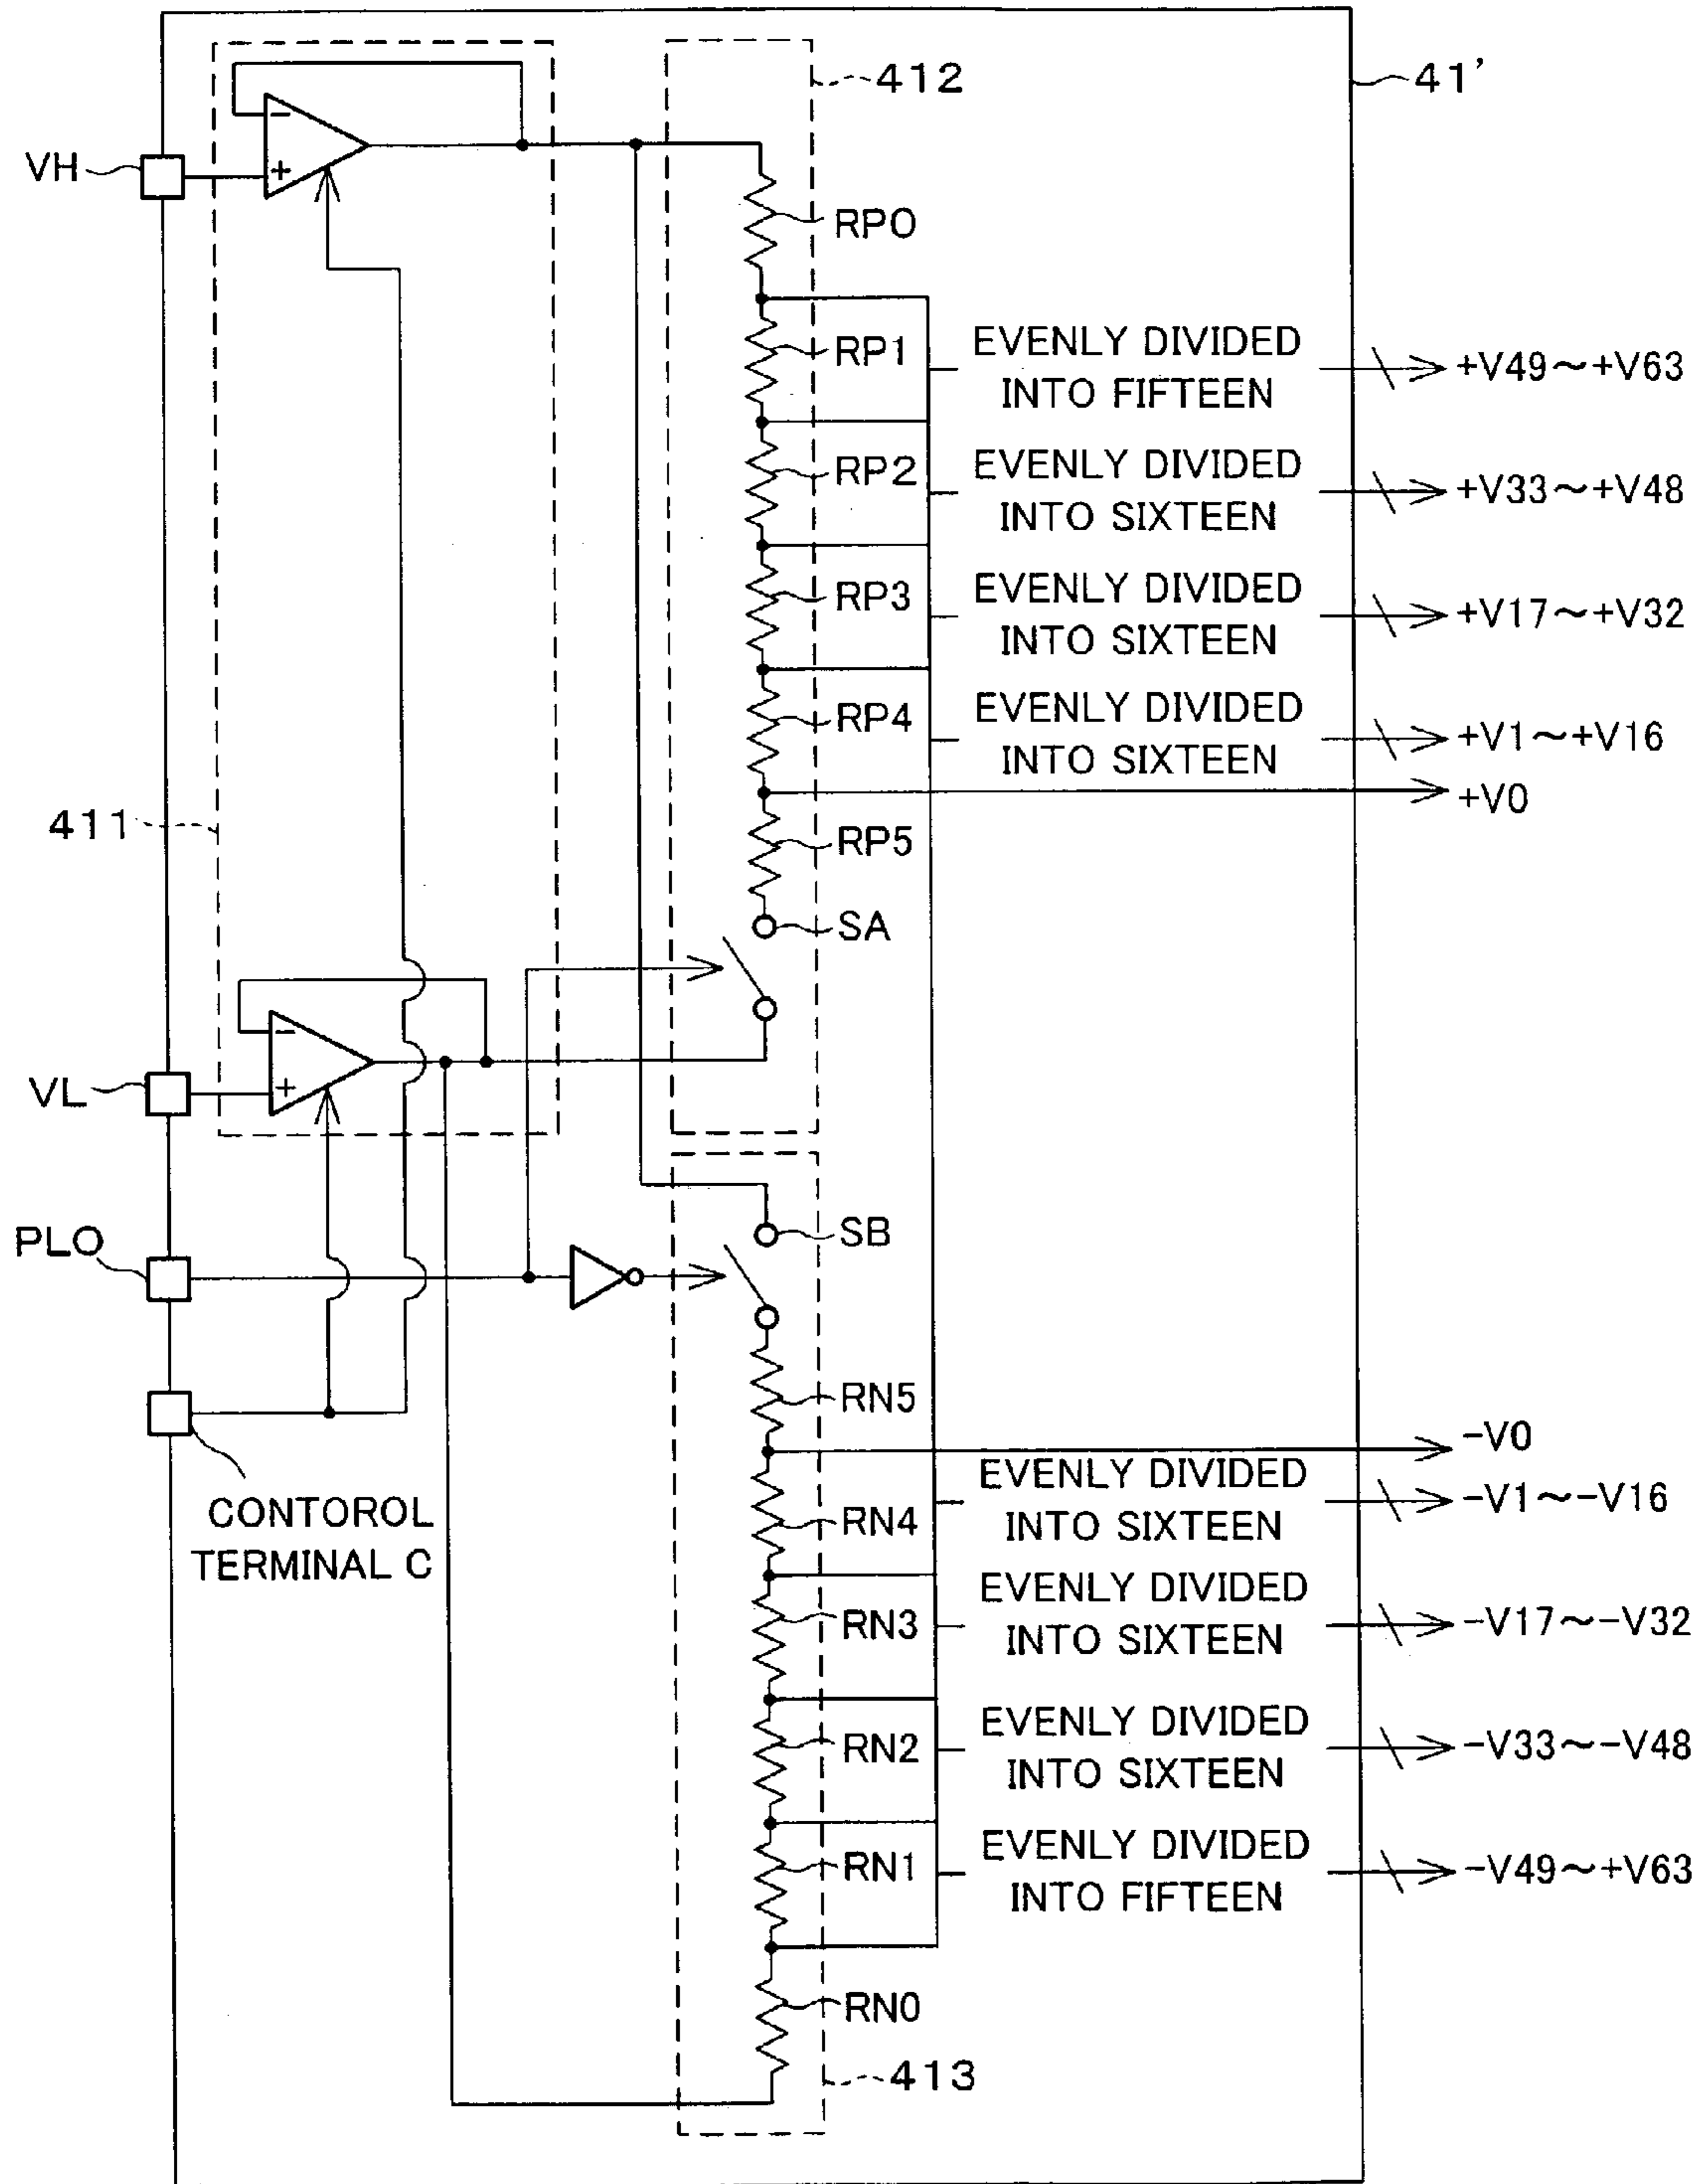 412
41'
VH
−
+
RP0
RP1
EVENLY DIVIDED
INTO FIFTEEN
+V49~+V63
RP2
EVENLY DIVIDED
INTO SIXTEEN
+V33~+V48
RP3
EVENLY DIVIDED
INTO SIXTEEN
+V17~+V32
RP4
EVENLY DIVIDED
INTO SIXTEEN
+V1~+V16
+V0
411
RP5
SA
−
+
VL
PLO
SB
RN5
−V0
CONTOROL
TERMINAL C
RN4
EVENLY DIVIDED
INTO SIXTEEN
−V1~−V16
RN3
EVENLY DIVIDED
INTO SIXTEEN
−V17~−V32
RN2
EVENLY DIVIDED
INTO SIXTEEN
−V33~−V48
RN1
EVENLY DIVIDED
INTO FIFTEEN
−V49~+V63
RN0
413